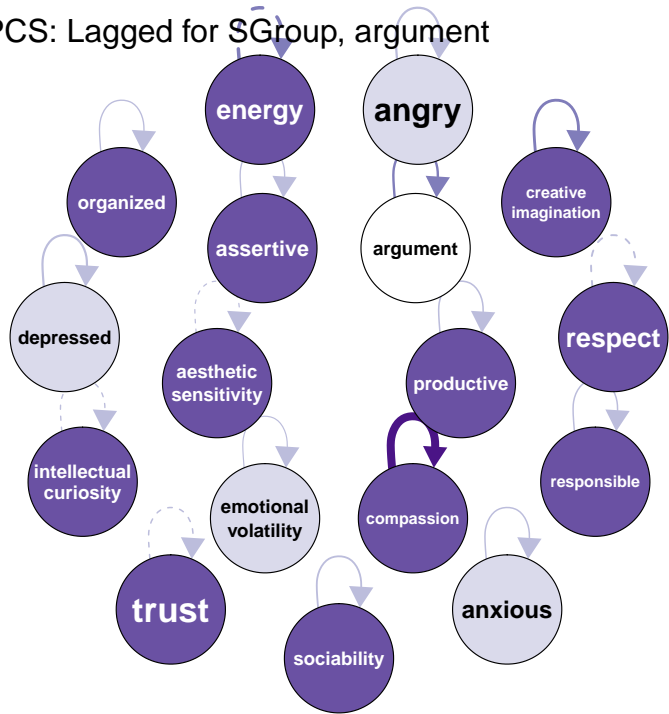 PCS: Lagged for SGroup, argument
energy
angry
organized
creative
imagination
assertive
argument
depressed
respect
aesthetic
sensitivity
productive
intellectual
curiosity
responsible
emotional
volatility
compassion
trust
anxious
sociability